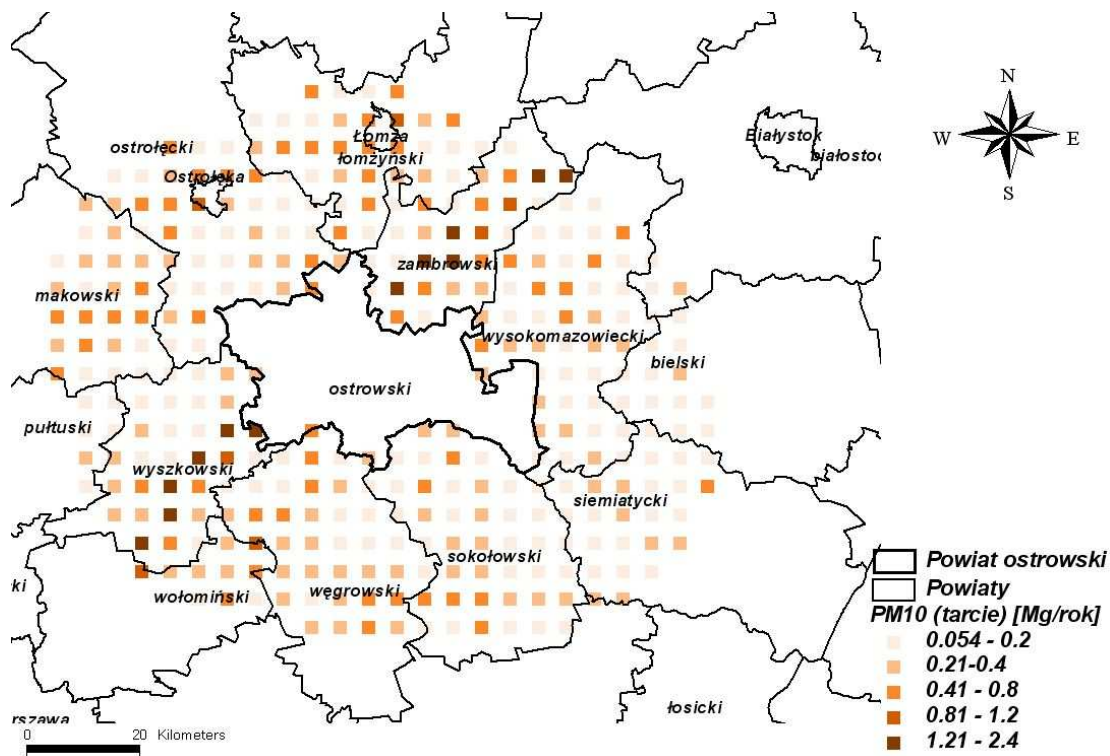 N
W E
S
Łomża
łomżyński
Białystok
białostoc
ostrołęcki
Ostrołęka
zambrowski
makowski
wysokomazowiecki
bielski
ostrowski
pułtuski
wyszkowski
siemiatycki
sokołowski
węgrowski
wołomiński
ki
łosicki
rszawa
0 20 Kilometers
Powiat ostrowski
Powiaty
PM10 (tarcie) [Mg/rok]
0.054 - 0.2
0.21-0.4
0.41 - 0.8
0.81 - 1.2
1.21 - 2.4